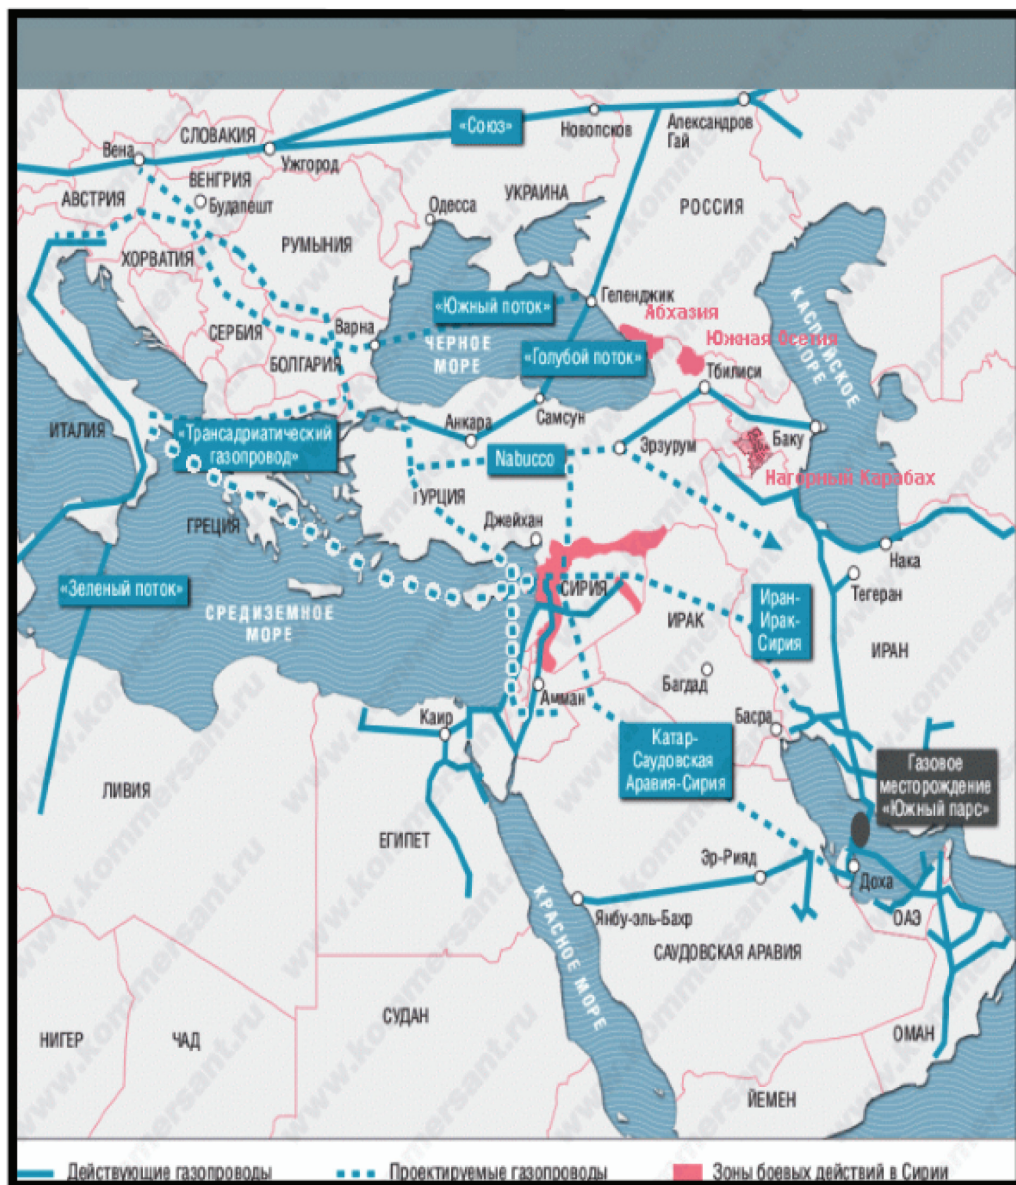 «Союз»
Новопсков
Александров
Гай
СЛОВАКИЯ
Вена
Ужгород
ВЕНГРИЯ
АВСТРИЯ
Будапешт
УКРАИНА
Одесса
РОССИЯ
РУМЫНИЯ
ХОРВАТИЯ
КАСПИЙСКОЕ
МОРЕ
Геленджик
«Южный поток»
Абхазия
СЕРБИЯ
Варна
ЧЕРНОЕ
МОРЕ
Южная Осетия
«Голубой поток»
Тбилиси
БОЛГАРИЯ
Самсун
ИТАЛИЯ
«Трансадриатический
газопровод»
Анкара
Nabucco
Эрзурум
Баку
Нагорный Карабах
ТУРЦИЯ
ГРЕЦИЯ
Джейхан
Нака
«Зеленый поток»
СИРИЯ
Тегеран
СРЕДИЗЕМНОЕ
МОРЕ
ИРАК
Иран-
Ирак-
Сирия
ИРАН
Багдад
Амман
Каир
Басра
Катар-
Саудовская
Аравия-Сирия
Газовое
месторождение
«Южный парс»
ЛИВИЯ
ЕГИПЕТ
Эр-Рияд
Доха
Янбу-эль-Бахр
ОАЭ
КРАСНОЕ МОРЕ
САУДОВСКАЯ АРАВИЯ
СУДАН
НИГЕР
ЧАД
ОМАН
ЙЕМЕН
www.kommersant.ru
Действующие газопроводы
Проектируемые газопроводы
Зоны боевых действий в Сирии